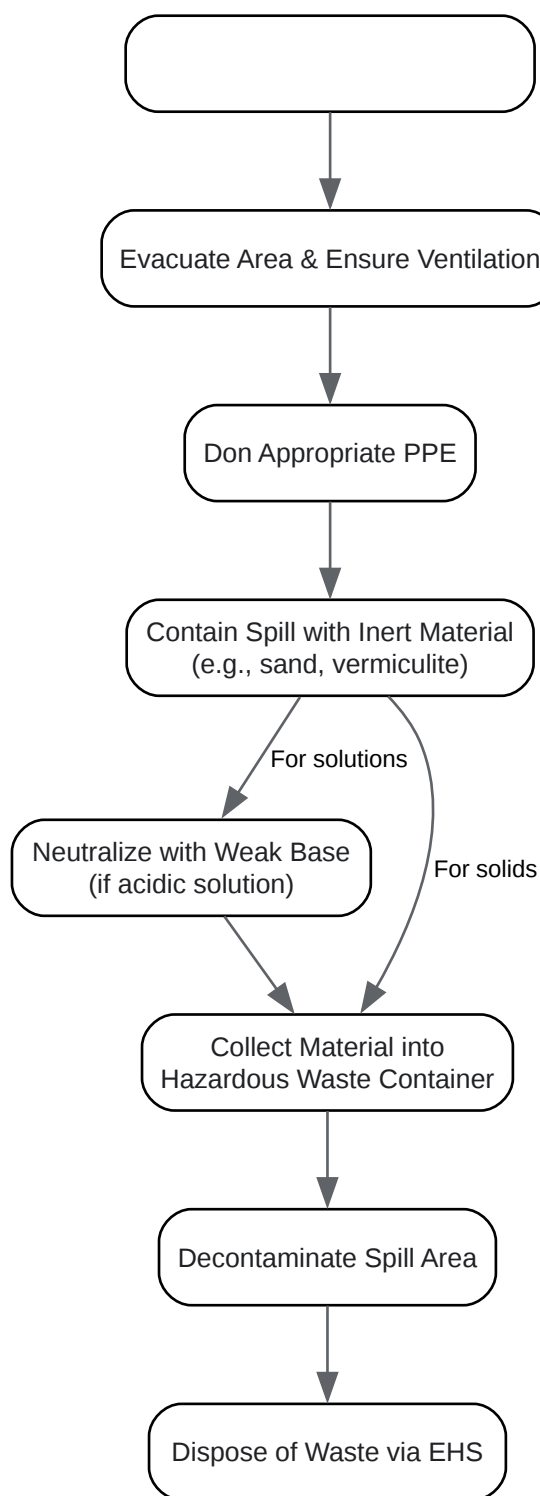 Evacuate Area & Ensure Ventilation
Don Appropriate PPE
Contain Spill with Inert Material
(e.g., sand, vermiculite)
For solutions
Neutralize with Weak Base
(if acidic solution)
For solids
Collect Material into
Hazardous Waste Container
Decontaminate Spill Area
Dispose of Waste via EHS